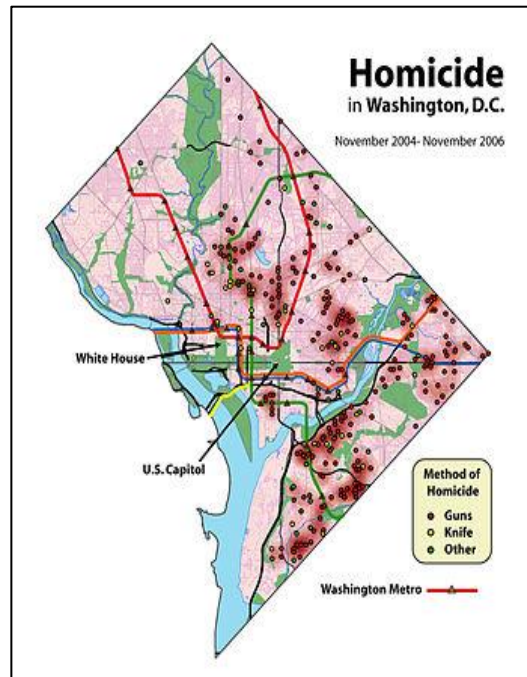 Homicide
in Washington, D.C.
November 2004- November 2006
White House
U.S. Capitol
Method of
Homicide
Guns
Knife
Other
Washington Metro